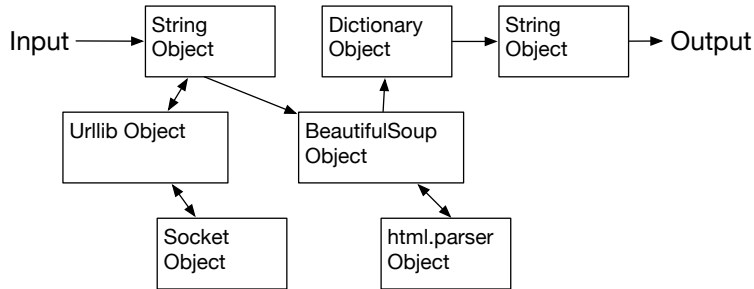 Input
String
Object
Dictionary
Object
String
Object
Output
Urllib Object
BeautifulSoup
Object
Socket
Object
html.parser
Object